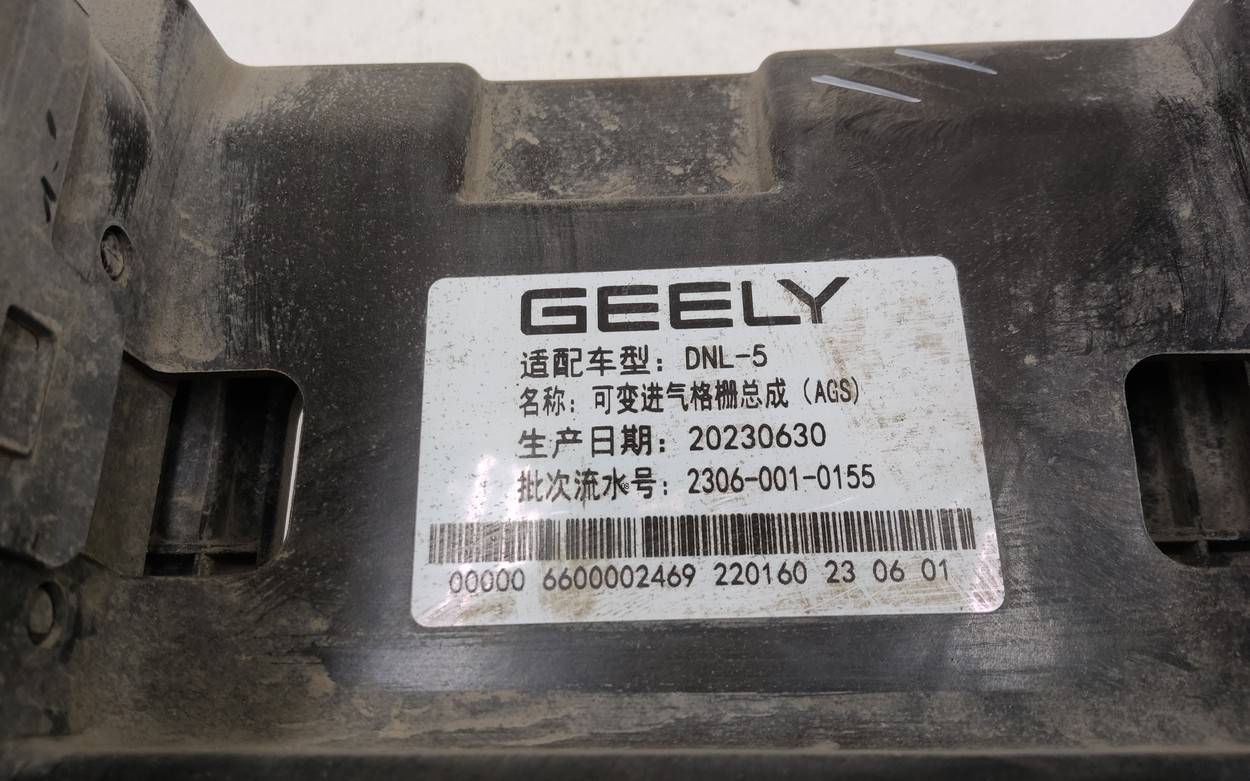 GEELY
适配车型：DNL-5
名称：可变进气格栅总成（AGS）
生产日期：20230630
批次流水号：2306-001-0155
00000 6600002469 220160 23 06 01